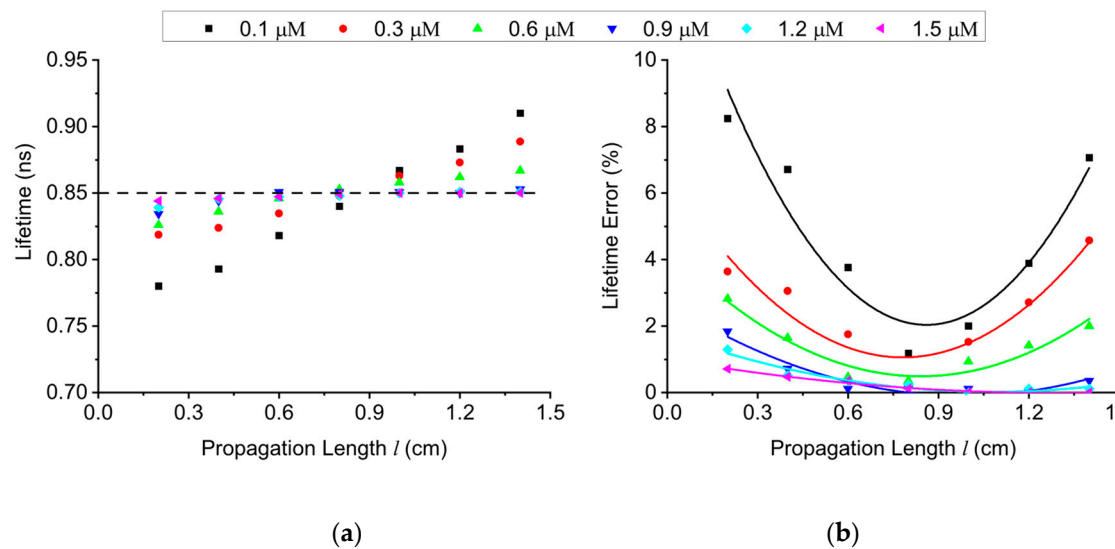 0.1 μM 0.3 μM 0.6 μM 0.9 μM 1.2 μM 1.5 μM
0.95
0.90
0.85
0.80
0.75
0.70
0.0 0.3 0.6 0.9 1.2 1.5
Lifetime (ns)
Propagation Length l (cm)
10
8
6
4
2
0
0.0 0.3 0.6 0.9 1.2 1
Lifetime Error (%)
Propagation Length l (cm)
(a) (b)